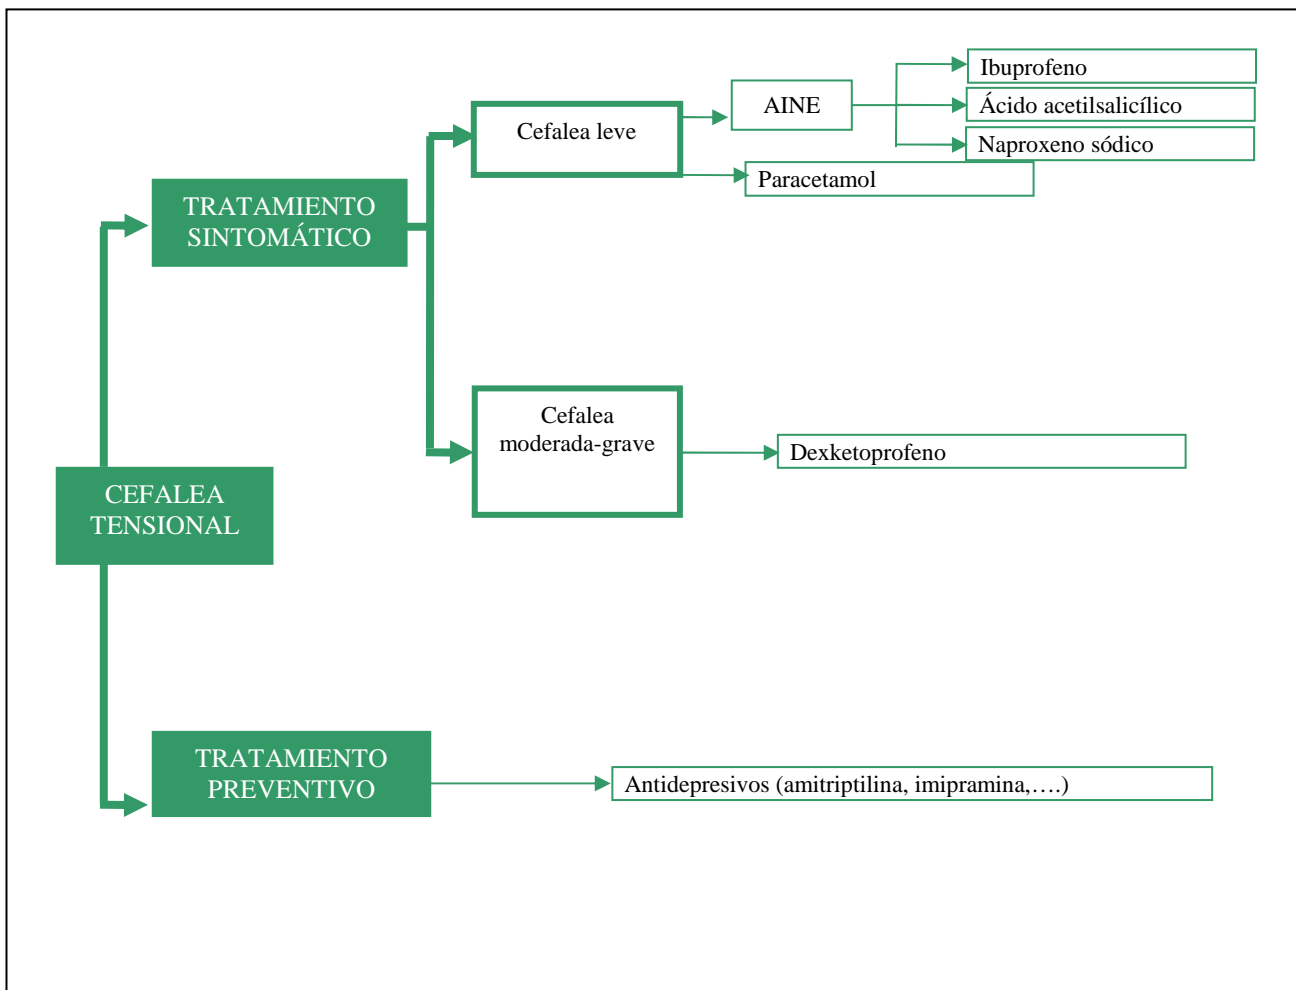 Ibuprofeno
AINE
Ácido acetilsalicílico
Cefalea leve
Naproxeno sódico
Paracetamol
TRATAMIENTO
SINTOMÁTICO
Cefalea
moderada-grave
Dexketoprofeno
CEFALEA
TENSIONAL
TRATAMIENTO
PREVENTIVO
Antidepresivos (amitriptilina, imipramina,….)